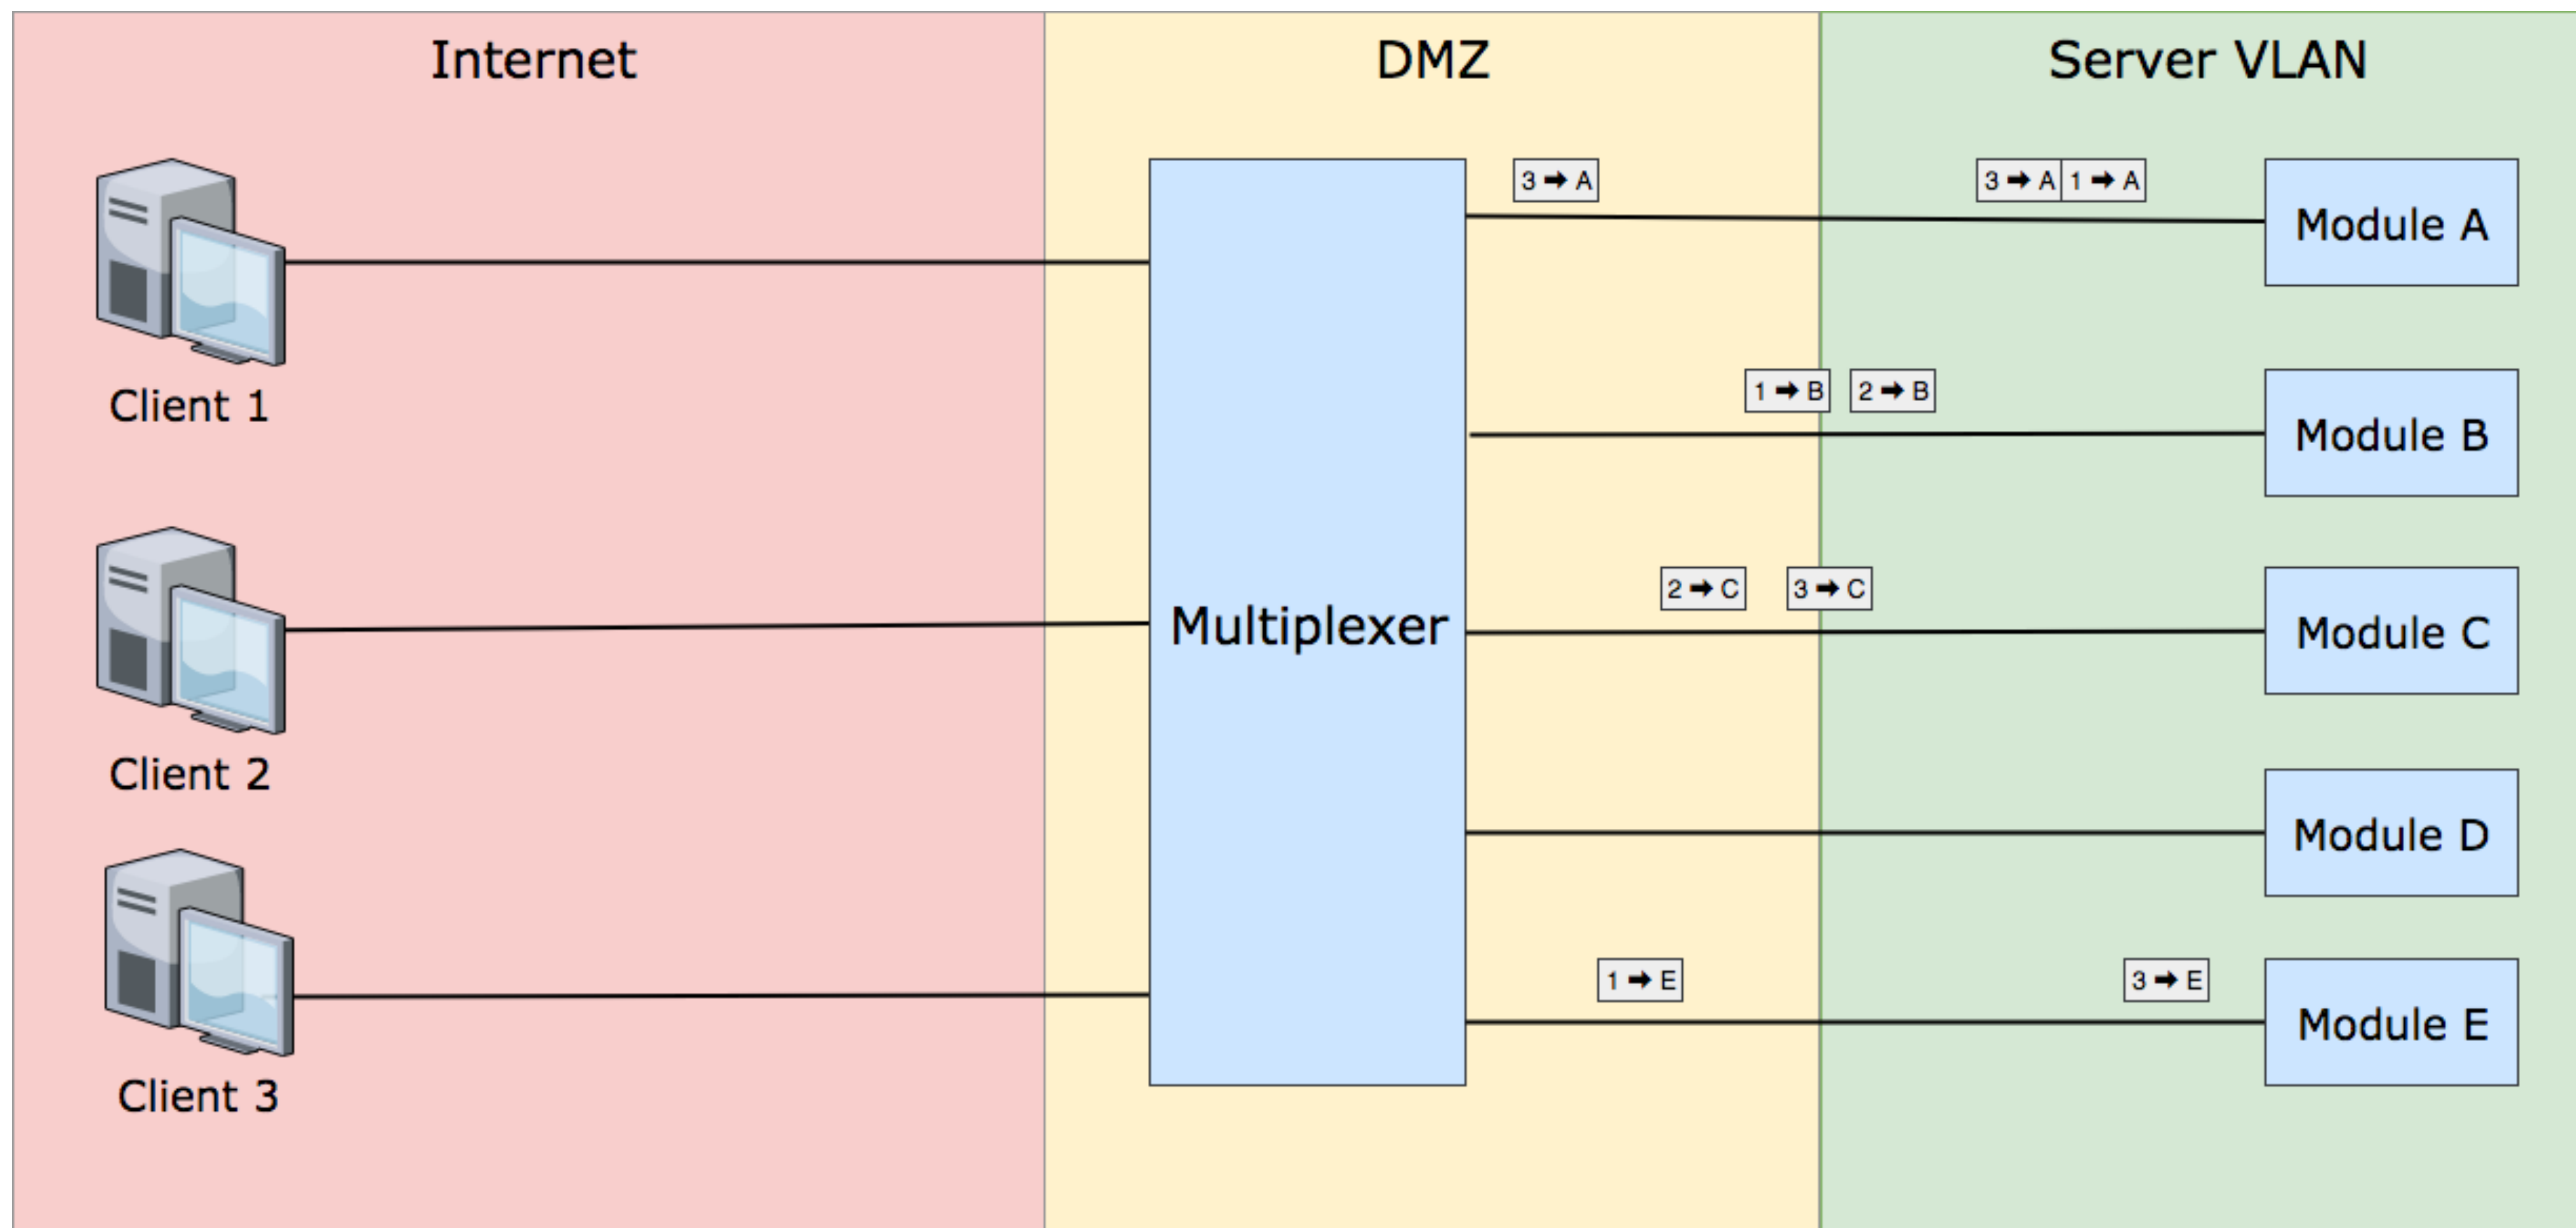 Internet
DMZ
Server VLAN
3 ➡ A
3 ➡ A
1 ➡ A
Module A
Client 1
1 ➡ B
2 ➡ B
Module B
2 ➡ C
3 ➡ C
Multiplexer
Module C
Client 2
Module D
1 ➡ E
3 ➡ E
Module E
Client 3